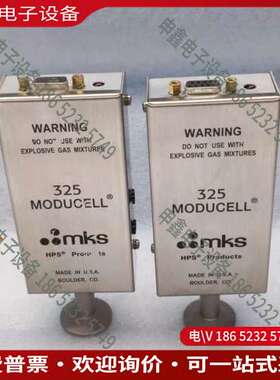 申鑫电子设备
WARNING
DO NOT USE WITH
EXPLOSIVE GAS MIXTURES
325
MODUCELL®
mks
HPS® Products
MADE IN U.S.A.
BOULDER, CO.
WARNING
DO NOT USE WITH
EXPLOSIVE GAS MIXTURES
325
MODUCELL®
mks
HPS® Products
MADE IN U.S.A.
BOULDER, CO.
电\V 186 5232 57
欢迎询价
可一站式